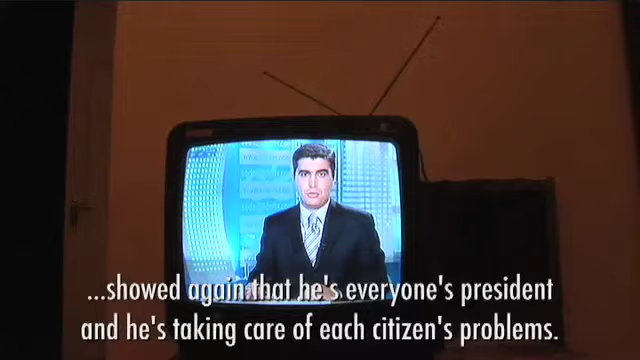 ...showed again that he's everyone's president
and he's taking care of each citizen's problems.